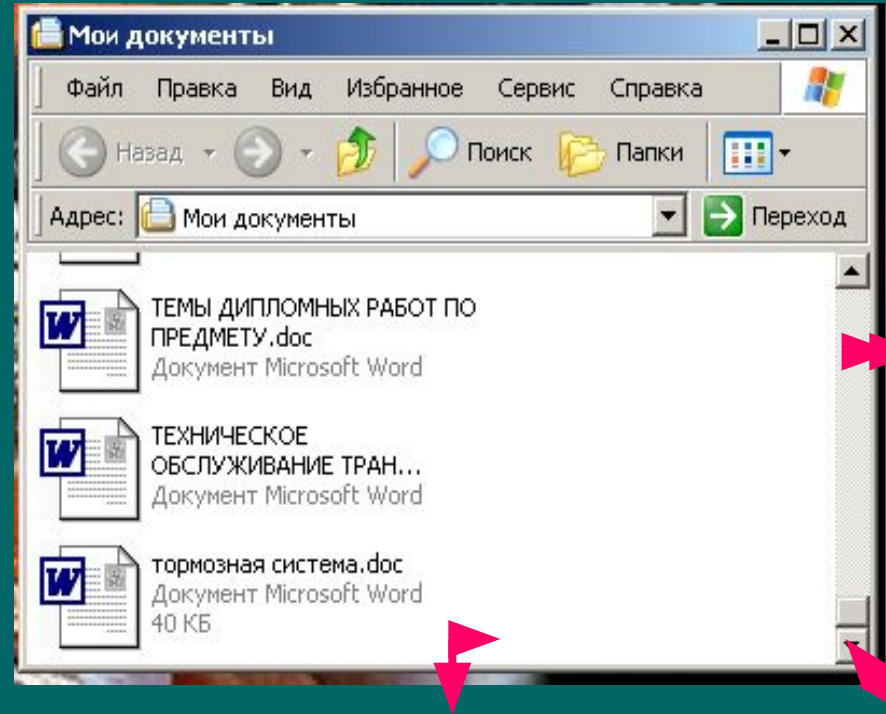 Мои документы
Файл Правка Вид Избранное Сервис Справка
Назад Поиск Папки
Адрес: Мои документы Переход
ТЕМЫ ДИПЛОМНЫХ РАБОТ ПО
ПРЕДМЕТУ.doc
Документ Microsoft Word
ТЕХНИЧЕСКОЕ
ОБСЛУЖИВАНИЕ ТРАН...
Документ Microsoft Word
тормозная система.doc
Документ Microsoft Word
40 КБ